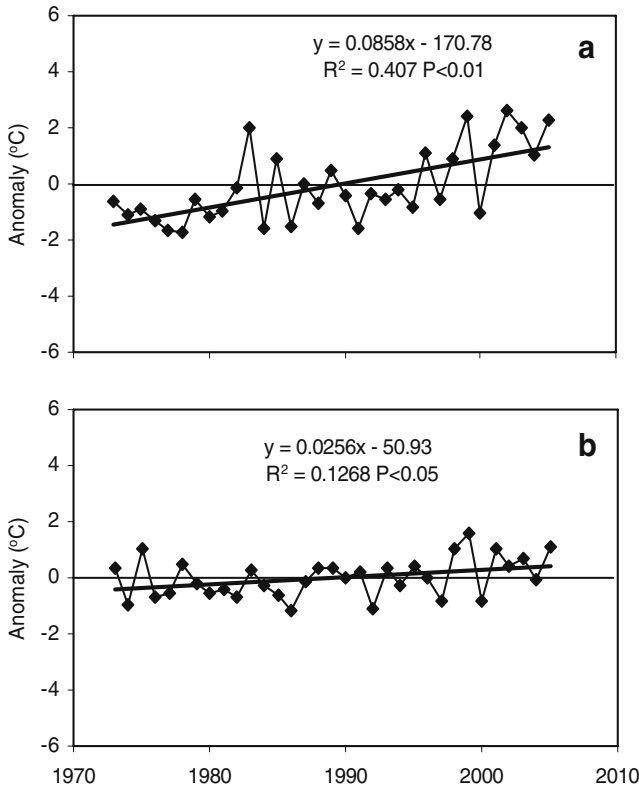 6
y = 0.0858x - 170.78
a
R² = 0.407 P<0.01
4
2
0
-2
-4
-6
Anomaly (ºC)
6
y = 0.0256x - 50.93
b
R² = 0.1268 P<0.05
4
2
0
-2
-4
-6
Anomaly (ºC)
1970 1980 1990 2000 2010